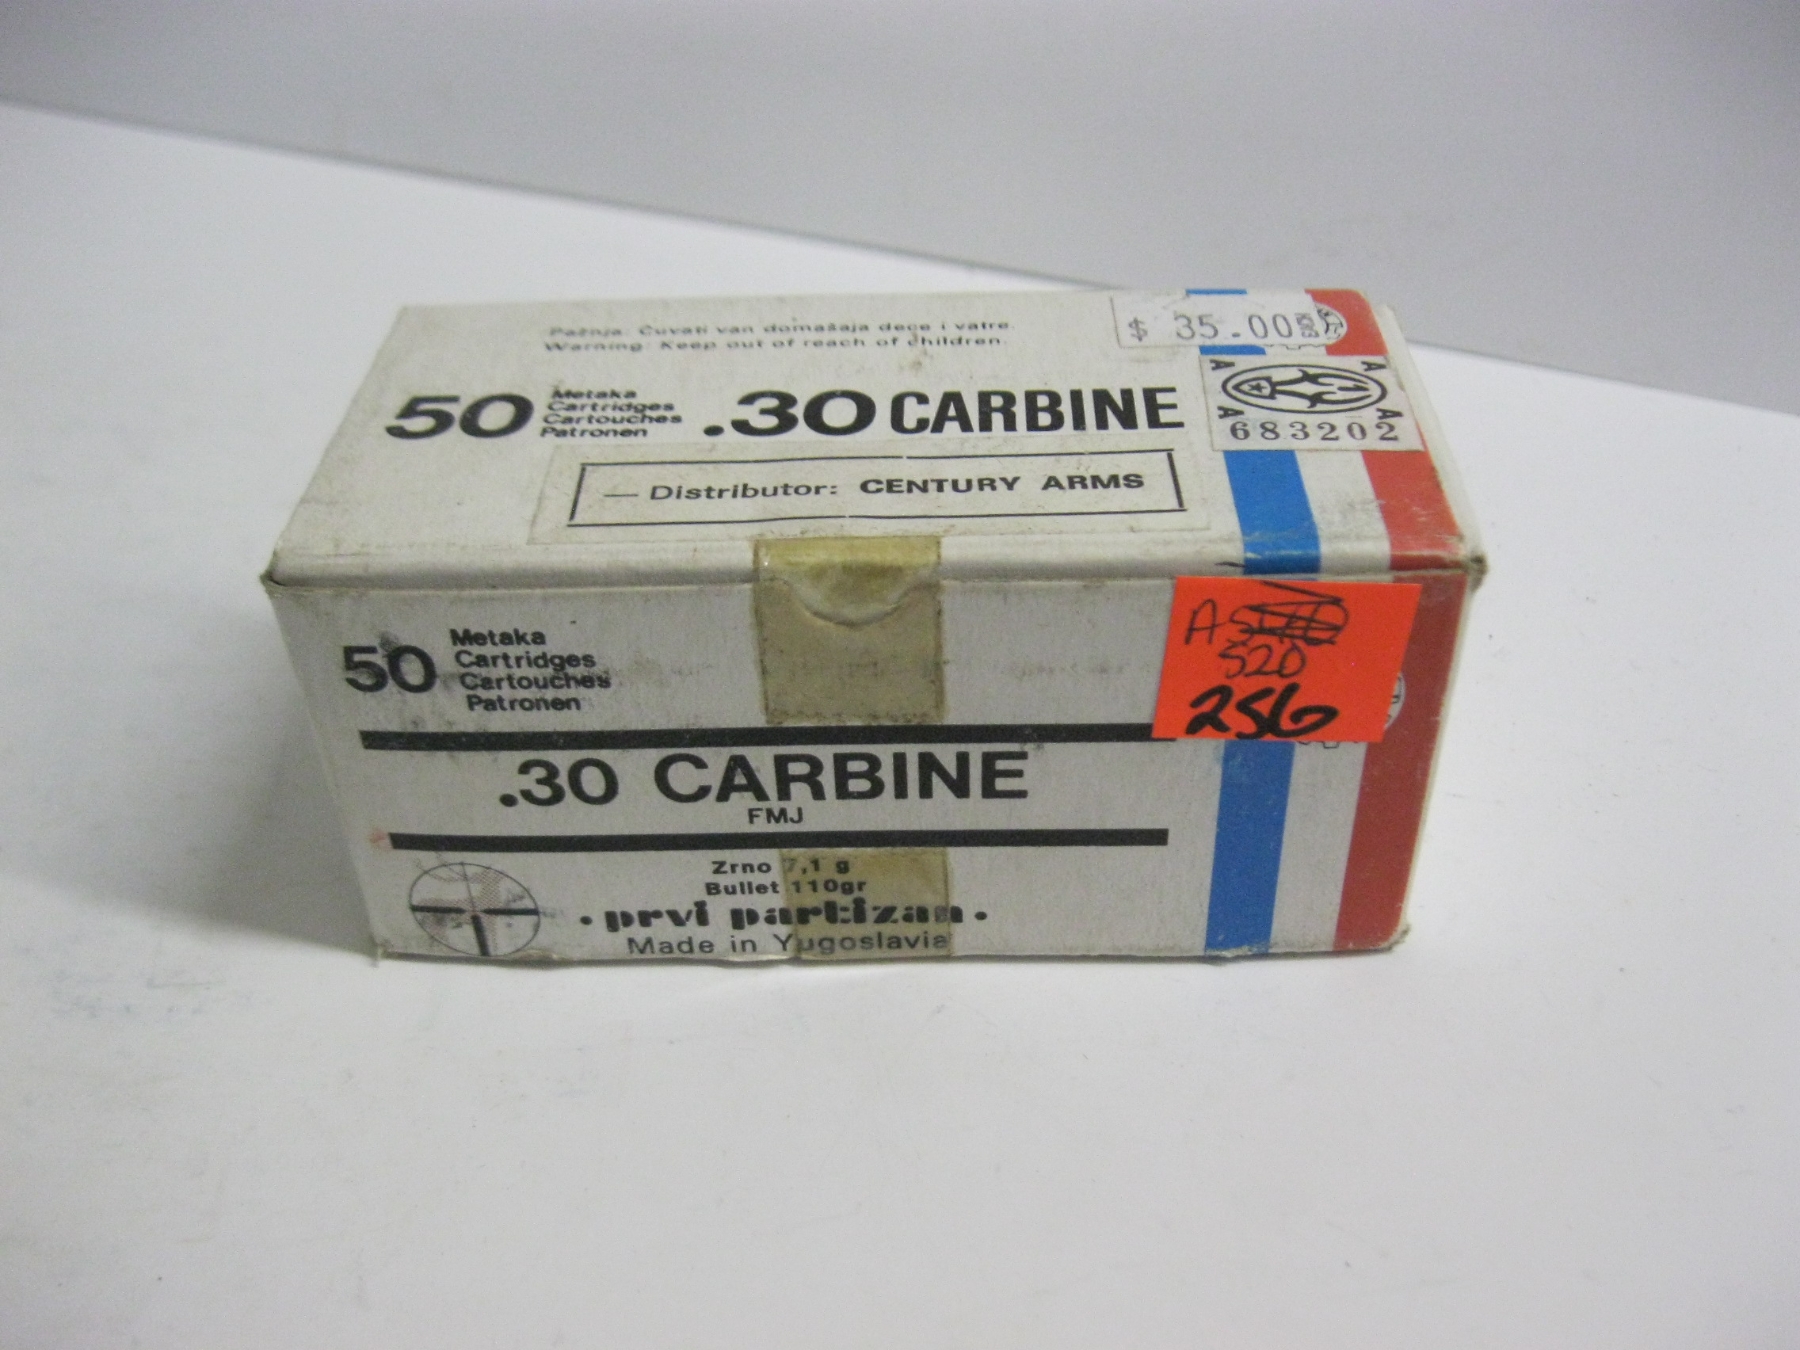 Pažnja: Čuvati van domašaja dece i vatre.
Warning: Keep out of reach of children.
$ 35.00
50
Metaka
Cartridges
Cartouches
Patronen
.30 CARBINE
A A
A A
683202
— Distributor: CENTURY ARMS
50
Metaka
Cartridges
Cartouches
Patronen
520
256
.30 CARBINE
FMJ
Zrno 7,1 g
Bullet 110gr
• prvi partizan •
Made in Yugoslavia